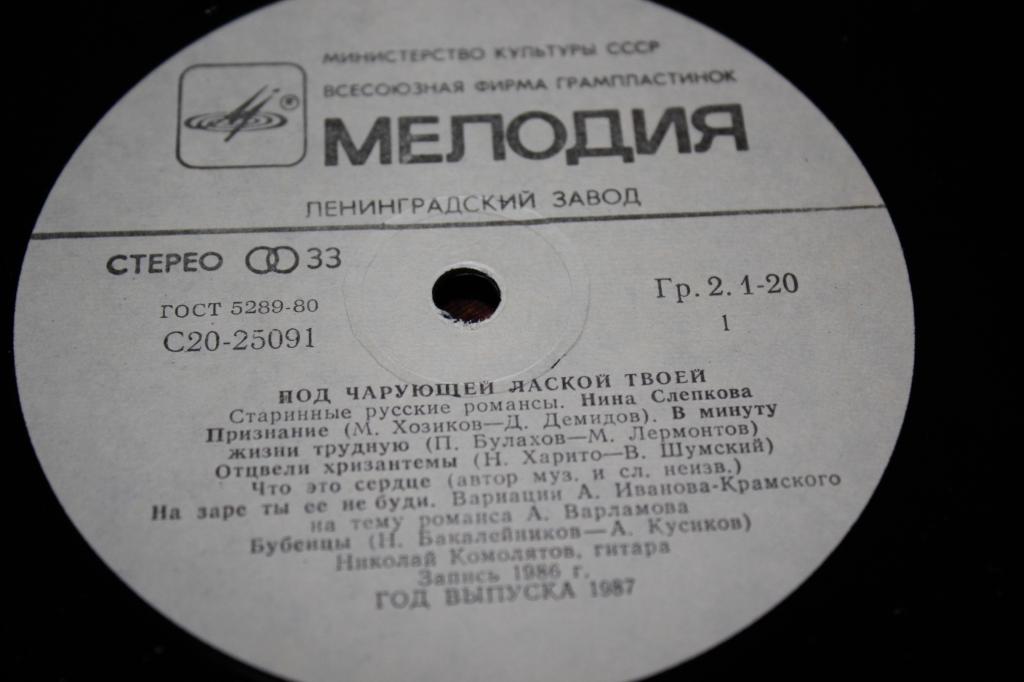 МИНИСТЕРСТВО КУЛЬТУРЫ СССР
ВСЕСОЮЗНАЯ ФИРМА ГРАМПЛАСТИНОК
®
МЕЛОДИЯ
ЛЕНИНГРАДСКИЙ ЗАВОД
СТЕРЕО 33
ГОСТ 5289-80
С20-25091
Гр. 2. 1-20
1
ПОД ЧАРУЮЩЕЙ ЛАСКОЙ ТВОЕЙ
Старинные русские романсы. Нина Слепкова
Признание (М. Хозиков—Д. Демидов). В минуту
жизни трудную (П. Булахов—М. Лермонтов)
Отцвели хризантемы (Н. Харито—В. Шумский)
Что это сердце (автор муз. и сл. неизв.)
На заре ты ее не буди. Вариации А. Иванова-Крамского
на тему романса А. Варламова
Бубенцы (Н. Бакалейников—А. Кусиков)
Николай Комолятов, гитара
Запись 1986 г.
ГОД ВЫПУСКА 1987